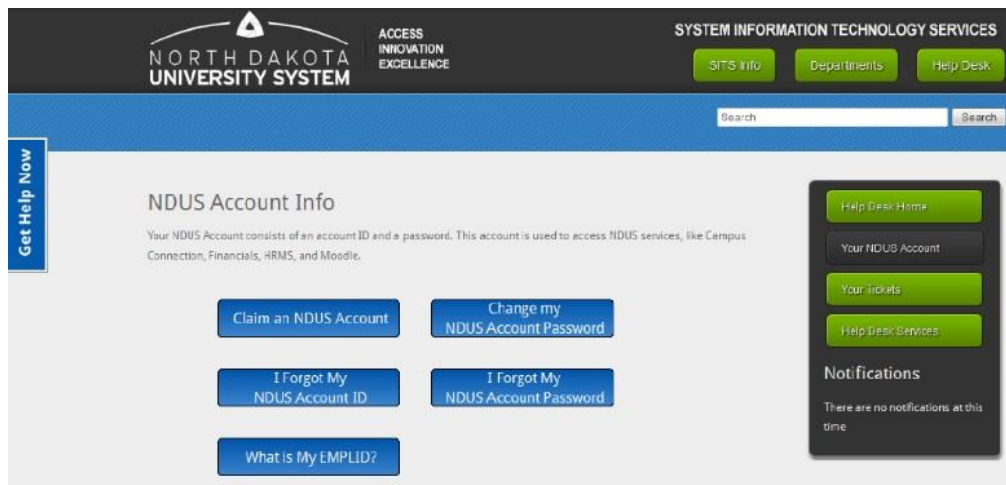 NORTH DAKOTA
UNIVERSITY SYSTEM
ACCESS
INNOVATION
EXCELLENCE
SYSTEM INFORMATION TECHNOLOGY SERVICES
SITS Info
Departments
Help Desk
Search
Search
Get Help Now
NDUS Account Info
Your NDUS Account consists of an account ID and a password. This account is used to access NDUS services, like Campus
Connection, Financials, HRMS, and Moodle.
Claim an NDUS Account
Change my
NDUS Account Password
I Forgot My
NDUS Account ID
I Forgot My
NDUS Account Password
What is My EMPLID?
Help Desk Home
Your NDUS Account
Your Tickets
Help Desk Services
Notifications
There are no notifications at this
time